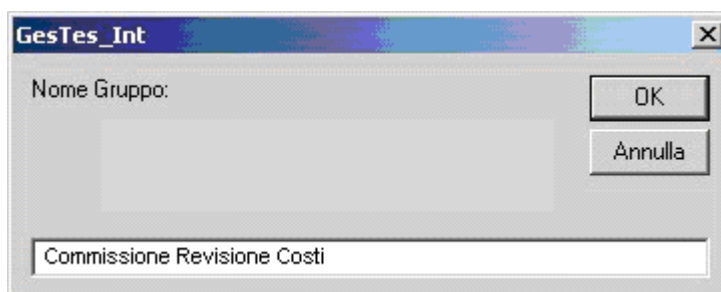 GesTes_Int
Nome Gruppo:
OK
Annulla
Commissione Revisione Costi